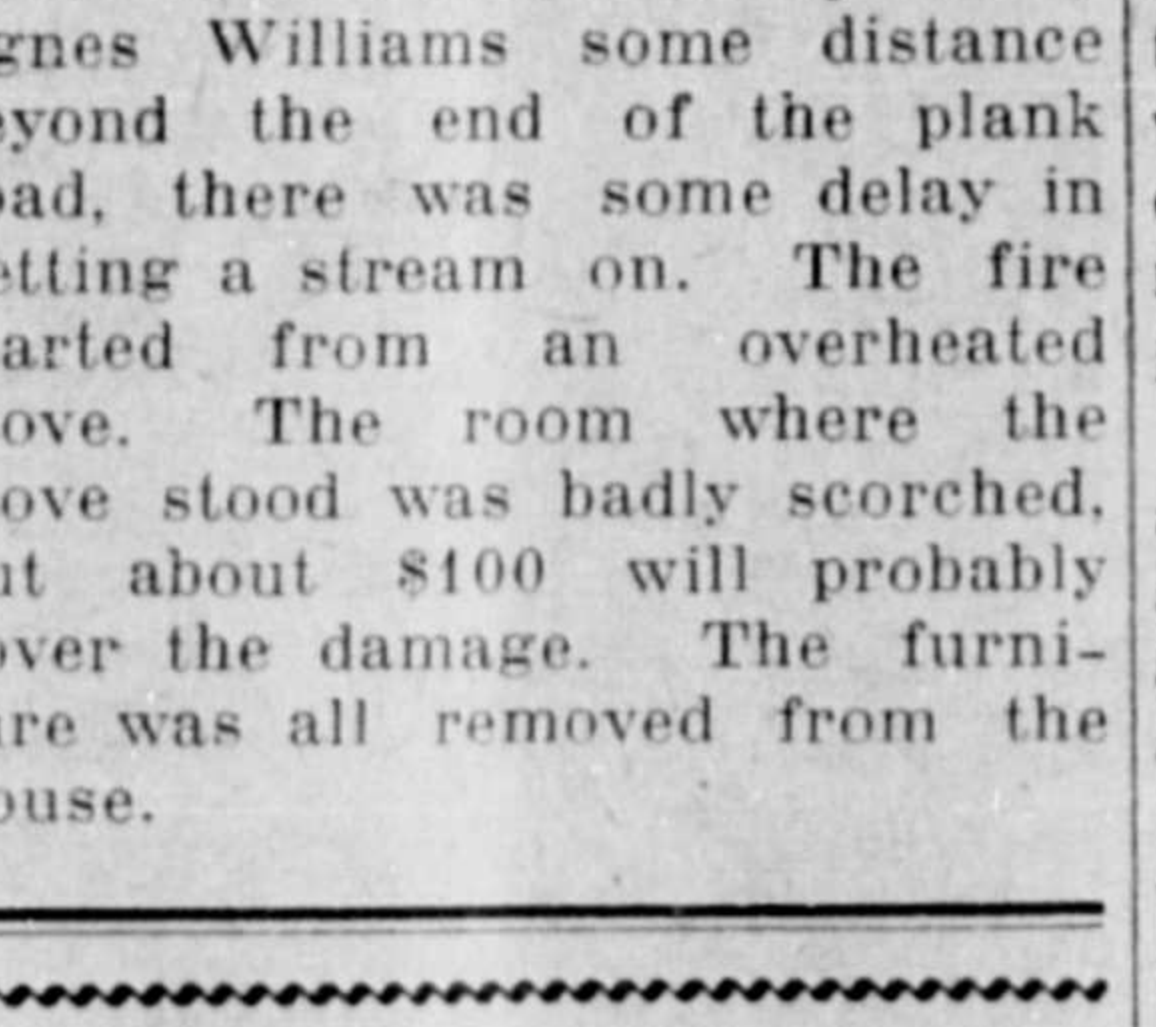 gnes Williams some distance
eyond the end of the plank
oad, there was some delay in
etting a stream on. The fire
arted from an overheated
ove. The room where the
ove stood was badly scorched,
ut about $100 will probably
over the damage. The furni-
ure was all removed from the
ouse.